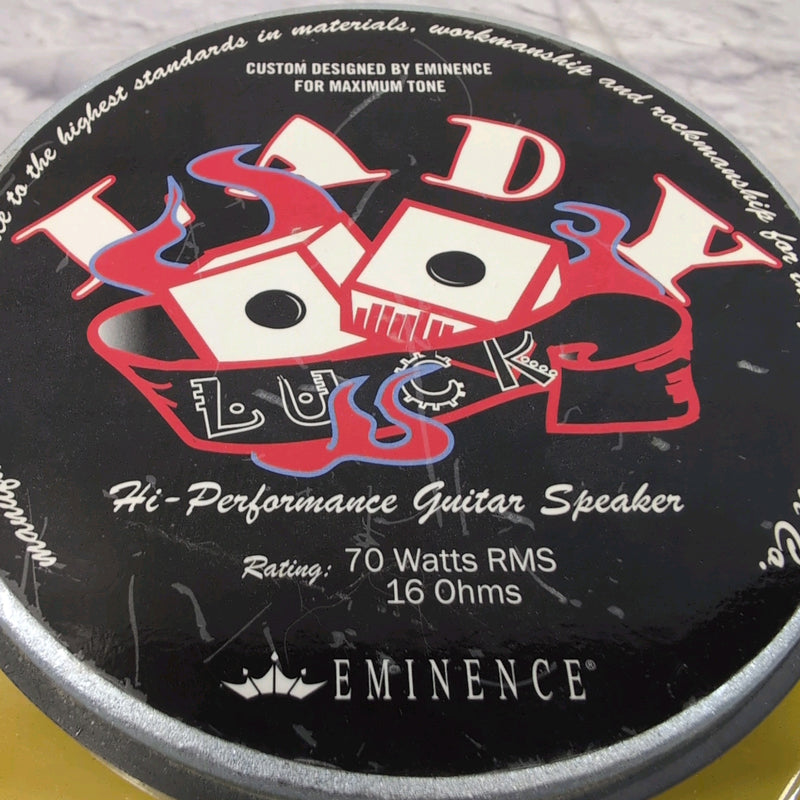 to the highest standards in materials, workmanship and rockmanship for
CUSTOM DESIGNED BY EMINENCE
FOR MAXIMUM TONE
LADY
LUCK
Hi-Performance Guitar Speaker
Rating: 70 Watts RMS
16 Ohms
Co.
EMINENCE®